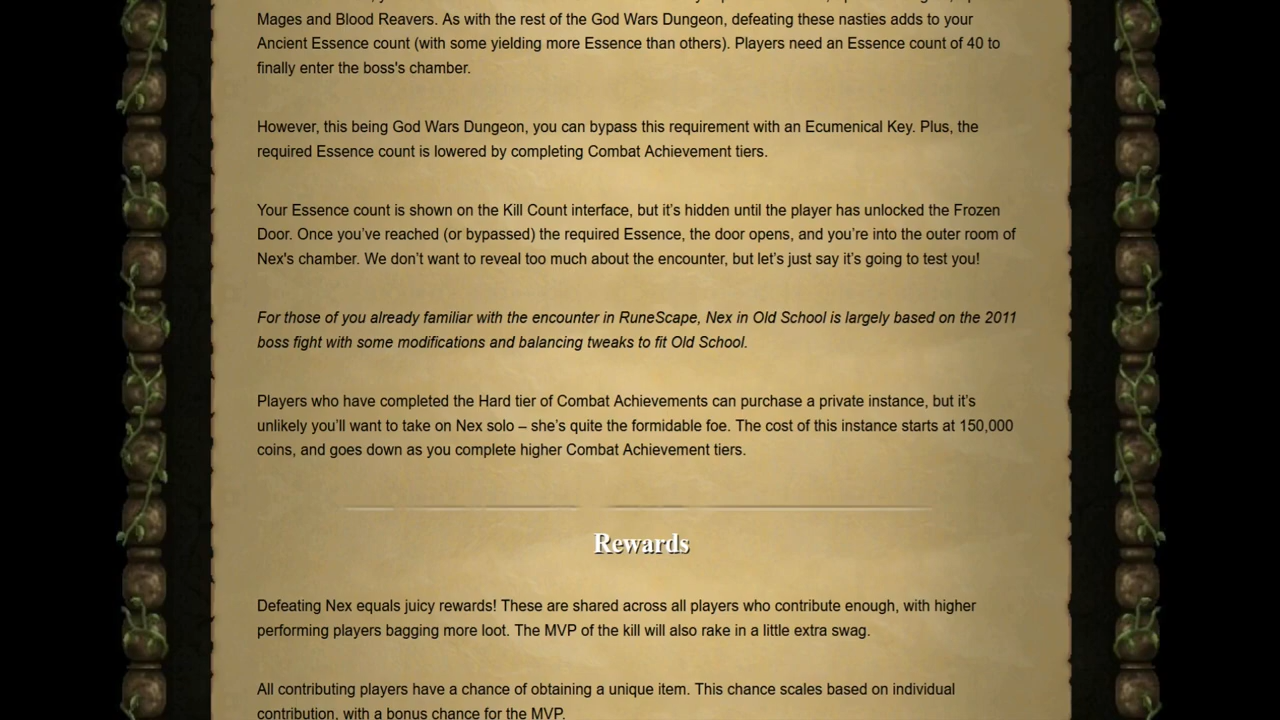 Mages and Blood Reavers. As with the rest of the God Wars Dungeon, defeating these nasties adds to your
Ancient Essence count (with some yielding more Essence than others). Players need an Essence count of 40 to
finally enter the boss's chamber.
However, this being God Wars Dungeon, you can bypass this requirement with an Ecumenical Key. Plus, the
required Essence count is lowered by completing Combat Achievement tiers.
Your Essence count is shown on the Kill Count interface, but it’s hidden until the player has unlocked the Frozen
Door. Once you’ve reached (or bypassed) the required Essence, the door opens, and you’re into the outer room of
Nex's chamber. We don’t want to reveal too much about the encounter, but let’s just say it’s going to test you!
For those of you already familiar with the encounter in RuneScape, Nex in Old School is largely based on the 2011
boss fight with some modifications and balancing tweaks to fit Old School.
Players who have completed the Hard tier of Combat Achievements can purchase a private instance, but it’s
unlikely you’ll want to take on Nex solo – she’s quite the formidable foe. The cost of this instance starts at 150,000
coins, and goes down as you complete higher Combat Achievement tiers.
Rewards
Defeating Nex equals juicy rewards! These are shared across all players who contribute enough, with higher
performing players bagging more loot. The MVP of the kill will also rake in a little extra swag.
All contributing players have a chance of obtaining a unique item. This chance scales based on individual
contribution, with a bonus chance for the MVP.